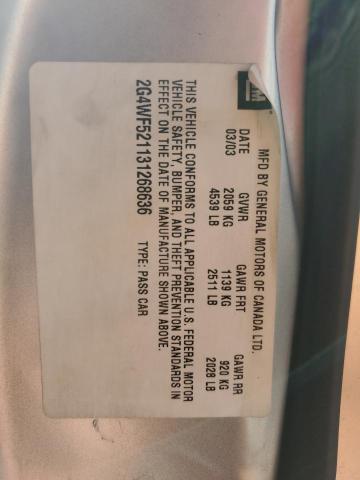 GM
MFD BY GENERAL MOTORS OF CANADA LTD.
DATE GVWR GAWR FRT GAWR RR
03/03 2059 KG 1139 KG 920 KG
4539 LB 2511 LB 2028 LB
THIS VEHICLE CONFORMS TO ALL APPLICABLE U.S. FEDERAL MOTOR
VEHICLE SAFETY, BUMPER, AND THEFT PREVENTION STANDARDS IN
EFFECT ON THE DATE OF MANUFACTURE SHOWN ABOVE.
2G4WF521131268636 TYPE: PASS CAR